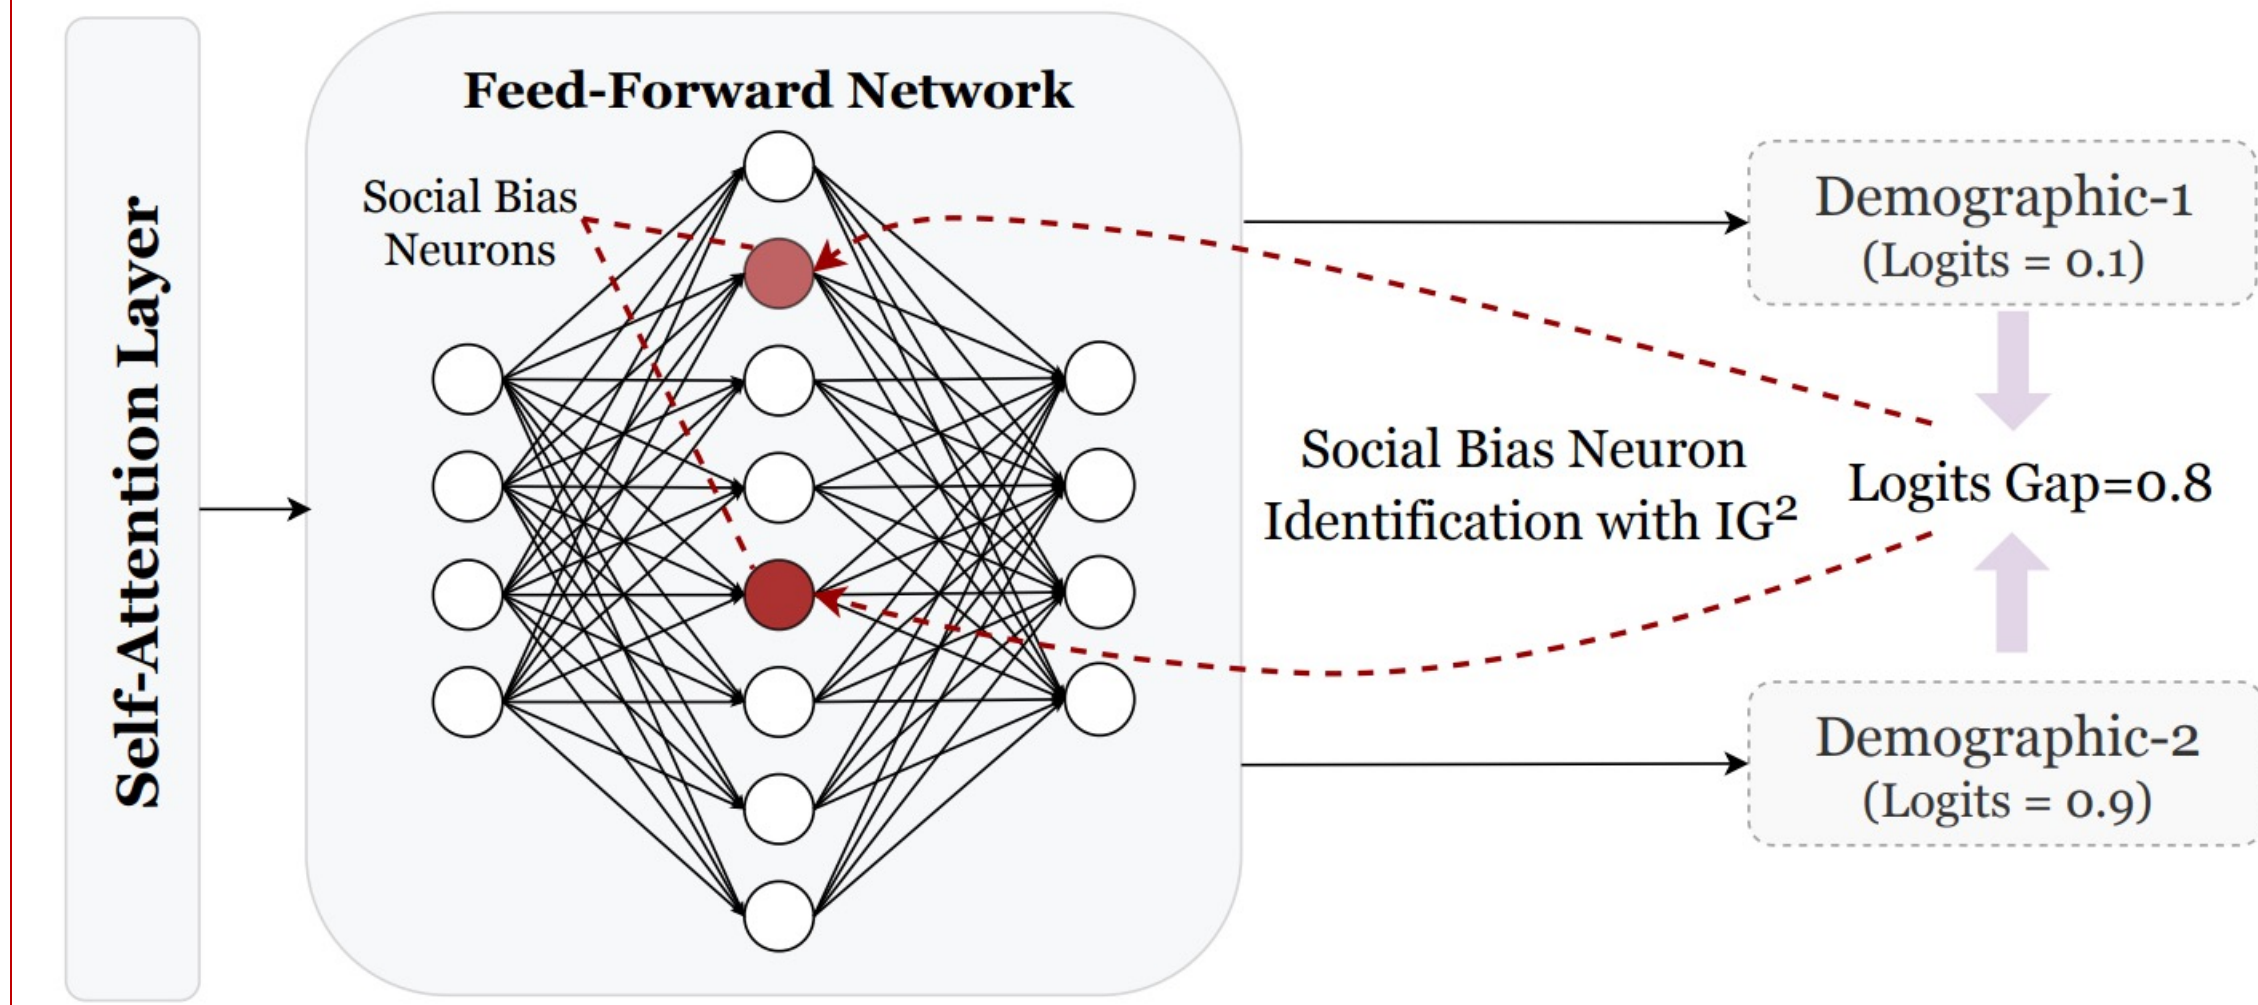 Self-Attention Layer
Feed-Forward Network
Social Bias
Neurons
Social Bias Neuron
Identification with IG²
Demographic-1
(Logits = 0.1)
Logits Gap=0.8
Demographic-2
(Logits = 0.9)